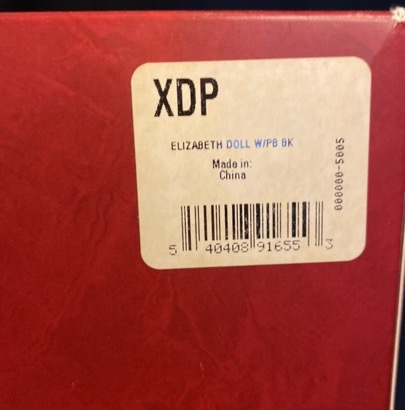 XDP
ELIZABETH DOLL W/PB BK
Made in:
China
000000-5005
5 40408 91655 3